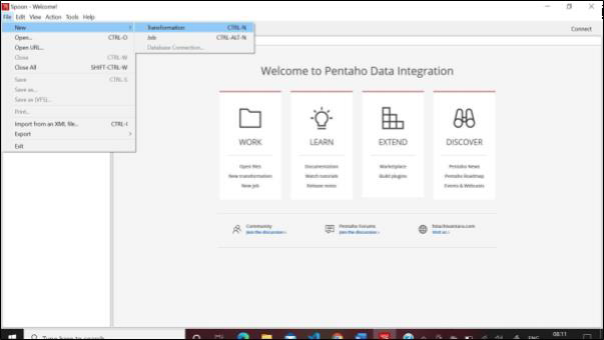 Spoon - Welcome!
File Edit View Action Tools Help
New
Transformation CTRL-N
Open... CTRL-O
Job CTRL-ALT-N
Open URL...
Database Connection...
Close CTRL-W
Close All SHIFT-CTRL-W
Save CTRL-S
Save as...
Save as (VFS)...
Print...
Import from an XML file... CTRL-I
Export
Exit
Connect
Welcome to Pentaho Data Integration
WORK
Open files
New transformation
New job
LEARN
Documentation
Watch tutorials
Release notes
EXTEND
Marketplace
Build plugins
DISCOVER
Pentaho News
Pentaho Roadmap
Events & Webinars
Community
Join the discussion
Pentaho Forums
Join the discussion
hitachivantara.com
Visit us
Type here to search
ENG
08:11